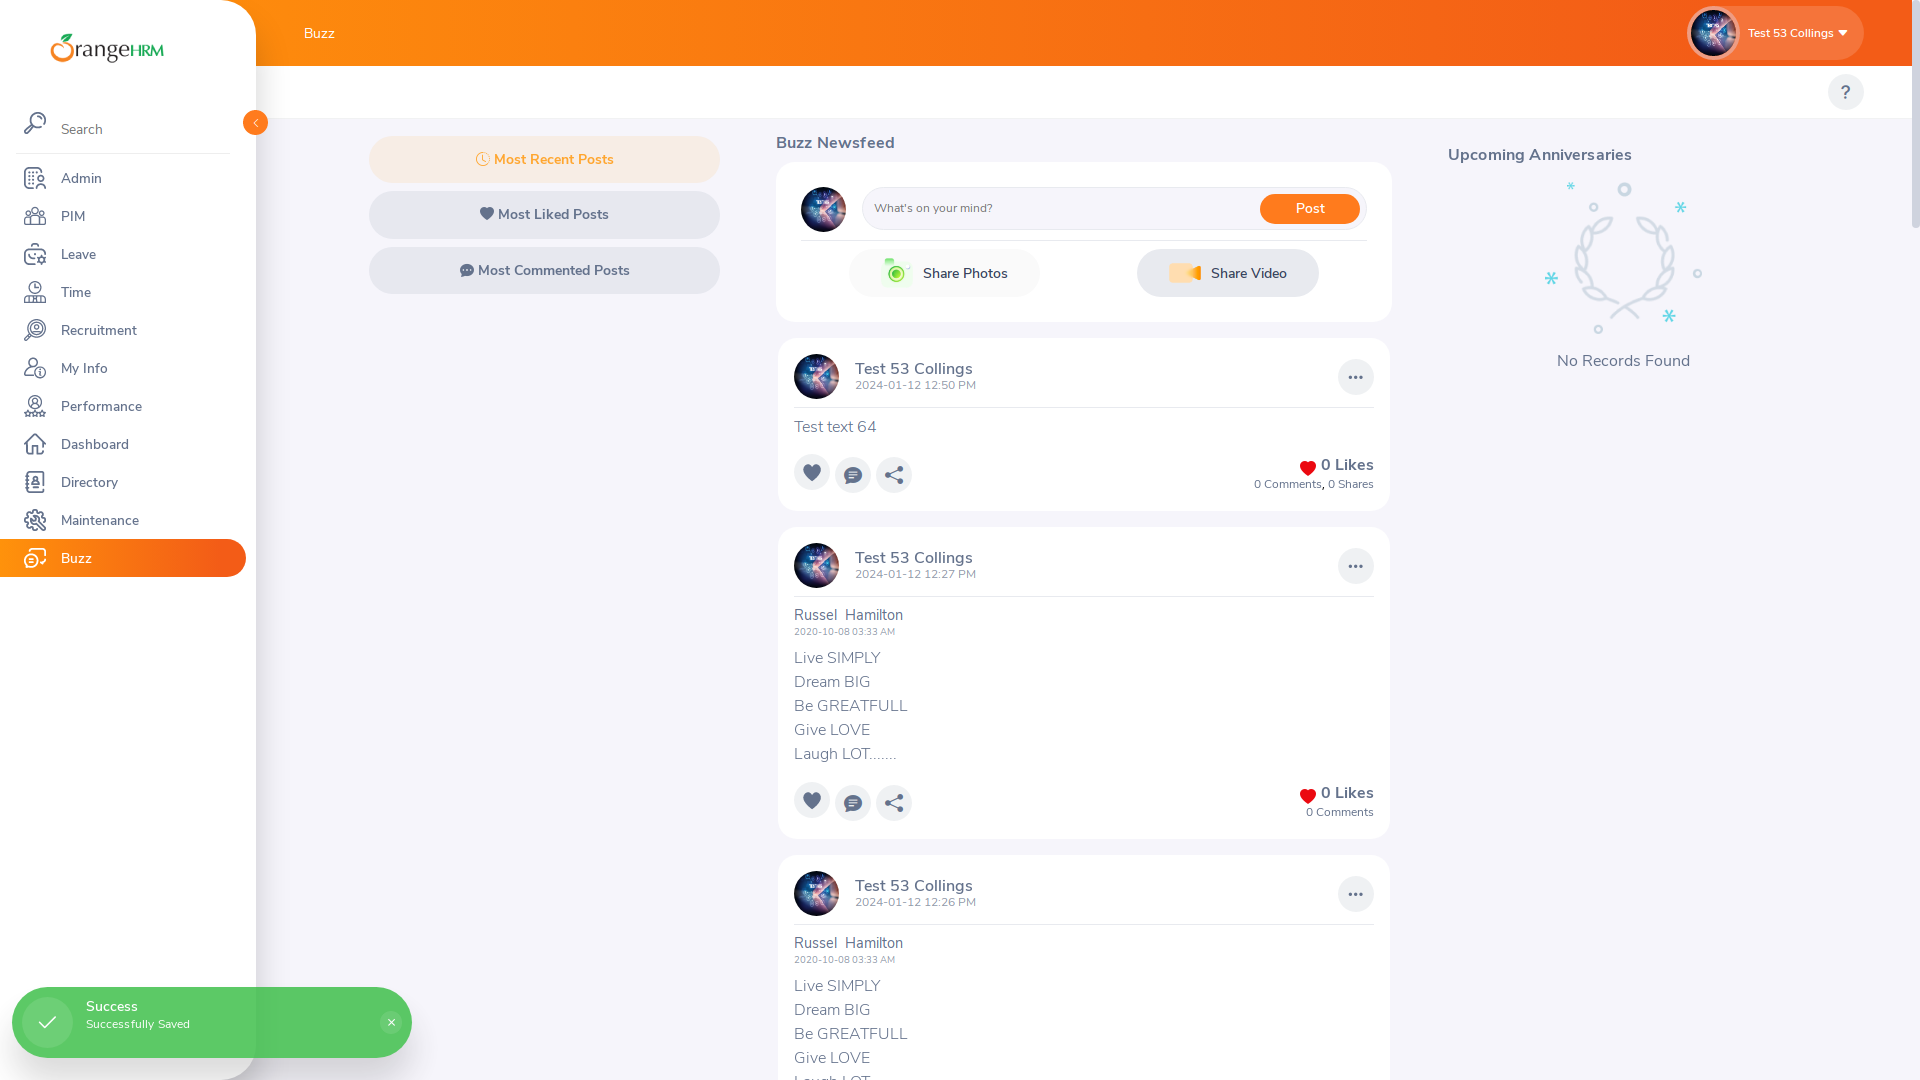 OrangeHRM
Search
Admin
PIM
Leave
Time
Recruitment
My Info
Performance
Dashboard
Directory
Maintenance
Buzz
Buzz
Test 53 Collings
?
Most Recent Posts
Most Liked Posts
Most Commented Posts
Buzz Newsfeed
What's on your mind?
Post
Share Photos
Share Video
Test 53 Collings
2024-01-12 12:50 PM
Test text 64
0 Likes
0 Comments, 0 Shares
Test 53 Collings
2024-01-12 12:27 PM
Russel Hamilton
2020-10-08 03:33 AM
Live SIMPLY
Dream BIG
Be GREATFULL
Give LOVE
Laugh LOT.......
0 Likes
0 Comments
Test 53 Collings
2024-01-12 12:26 PM
Russel Hamilton
2020-10-08 03:33 AM
Live SIMPLY
Dream BIG
Be GREATFULL
Give LOVE
Upcoming Anniversaries
No Records Found
Success
Successfully Saved